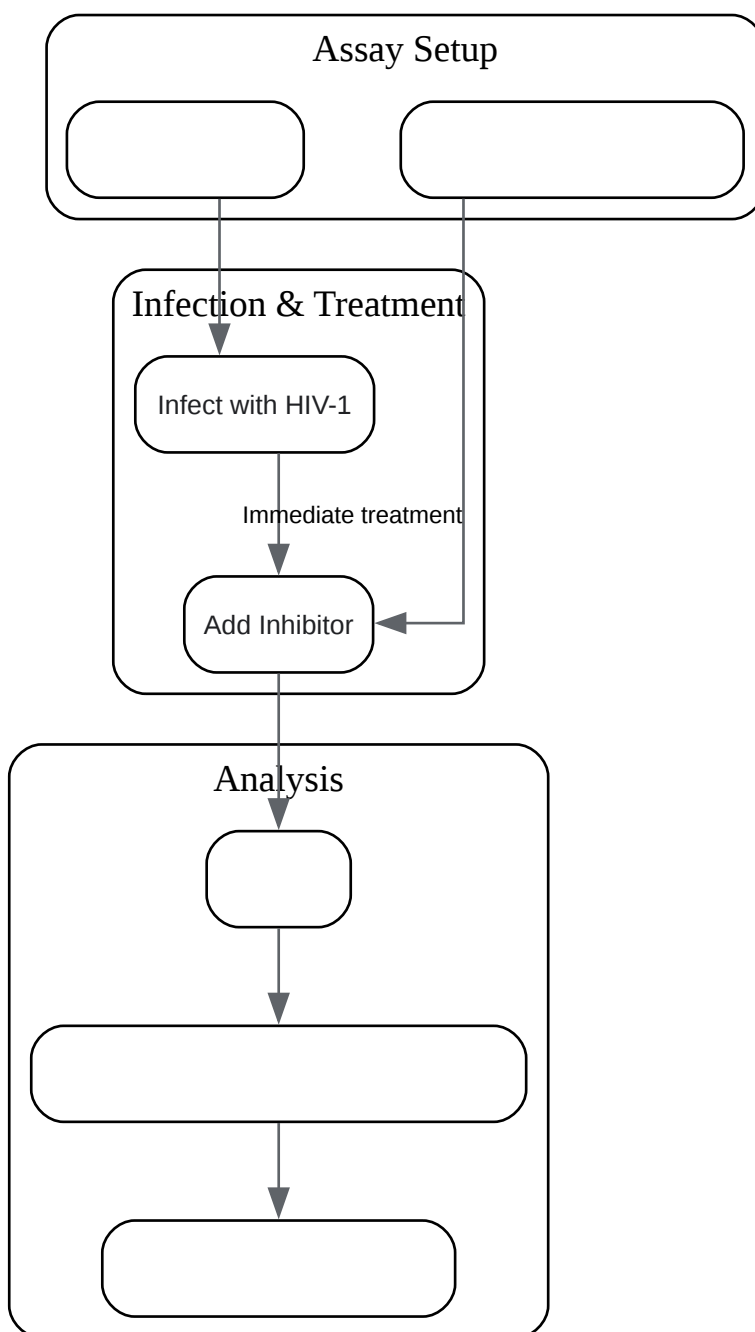 Assay Setup
Infection & Treatment
Infect with HIV-1
Immediate treatment
Add Inhibitor
Analysis